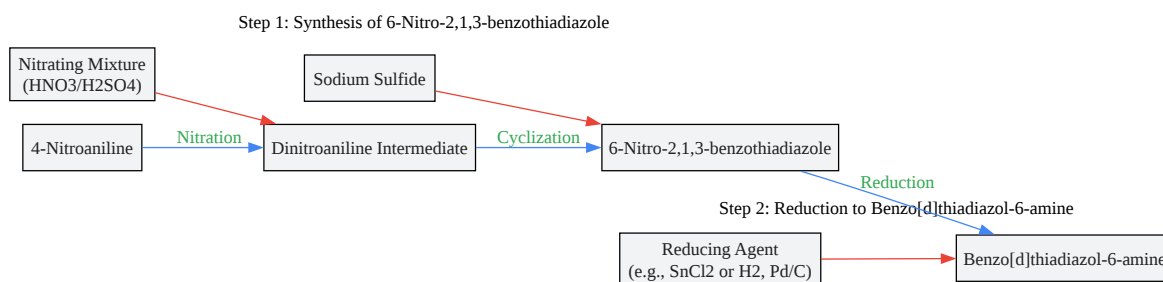 Step 1: Synthesis of 6-Nitro-2,1,3-benzothiadiazole
Nitrating Mixture
(HNO3/H2SO4)
Sodium Sulfide
4-Nitroaniline
Nitration
Dinitroaniline Intermediate
Cyclization
6-Nitro-2,1,3-benzothiadiazole
Reduction
Step 2: Reduction to Benzo[d]thiadiazol-6-amine
Reducing Agent
(e.g., SnCl2 or H2, Pd/C)
Benzo[d]thiadiazol-6-amine